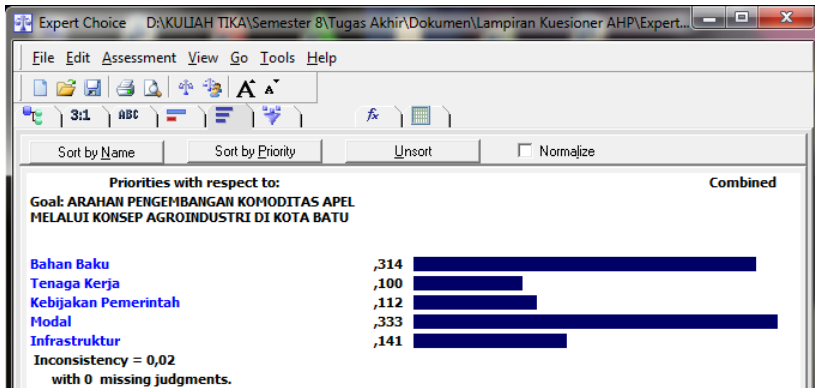 Expert Choice D:\KULIAH TIKA\Semester 8\Tugas Akhir\Dokumen\Lampiran Kuesioner AHP\Expert...
File Edit Assessment View Go Tools Help
A A
3:1 ABC fx
Sort by Name Sort by Priority Unsort Normalize
Priorities with respect to: Combined
Goal: ARAHAN PENGEMBANGAN KOMODITAS APEL
MELALUI KONSEP AGROINDUSTRI DI KOTA BATU
Bahan Baku ,314
Tenaga Kerja ,100
Kebijakan Pemerintah ,112
Modal ,333
Infrastruktur ,141
Inconsistency = 0,02
with 0 missing judgments.